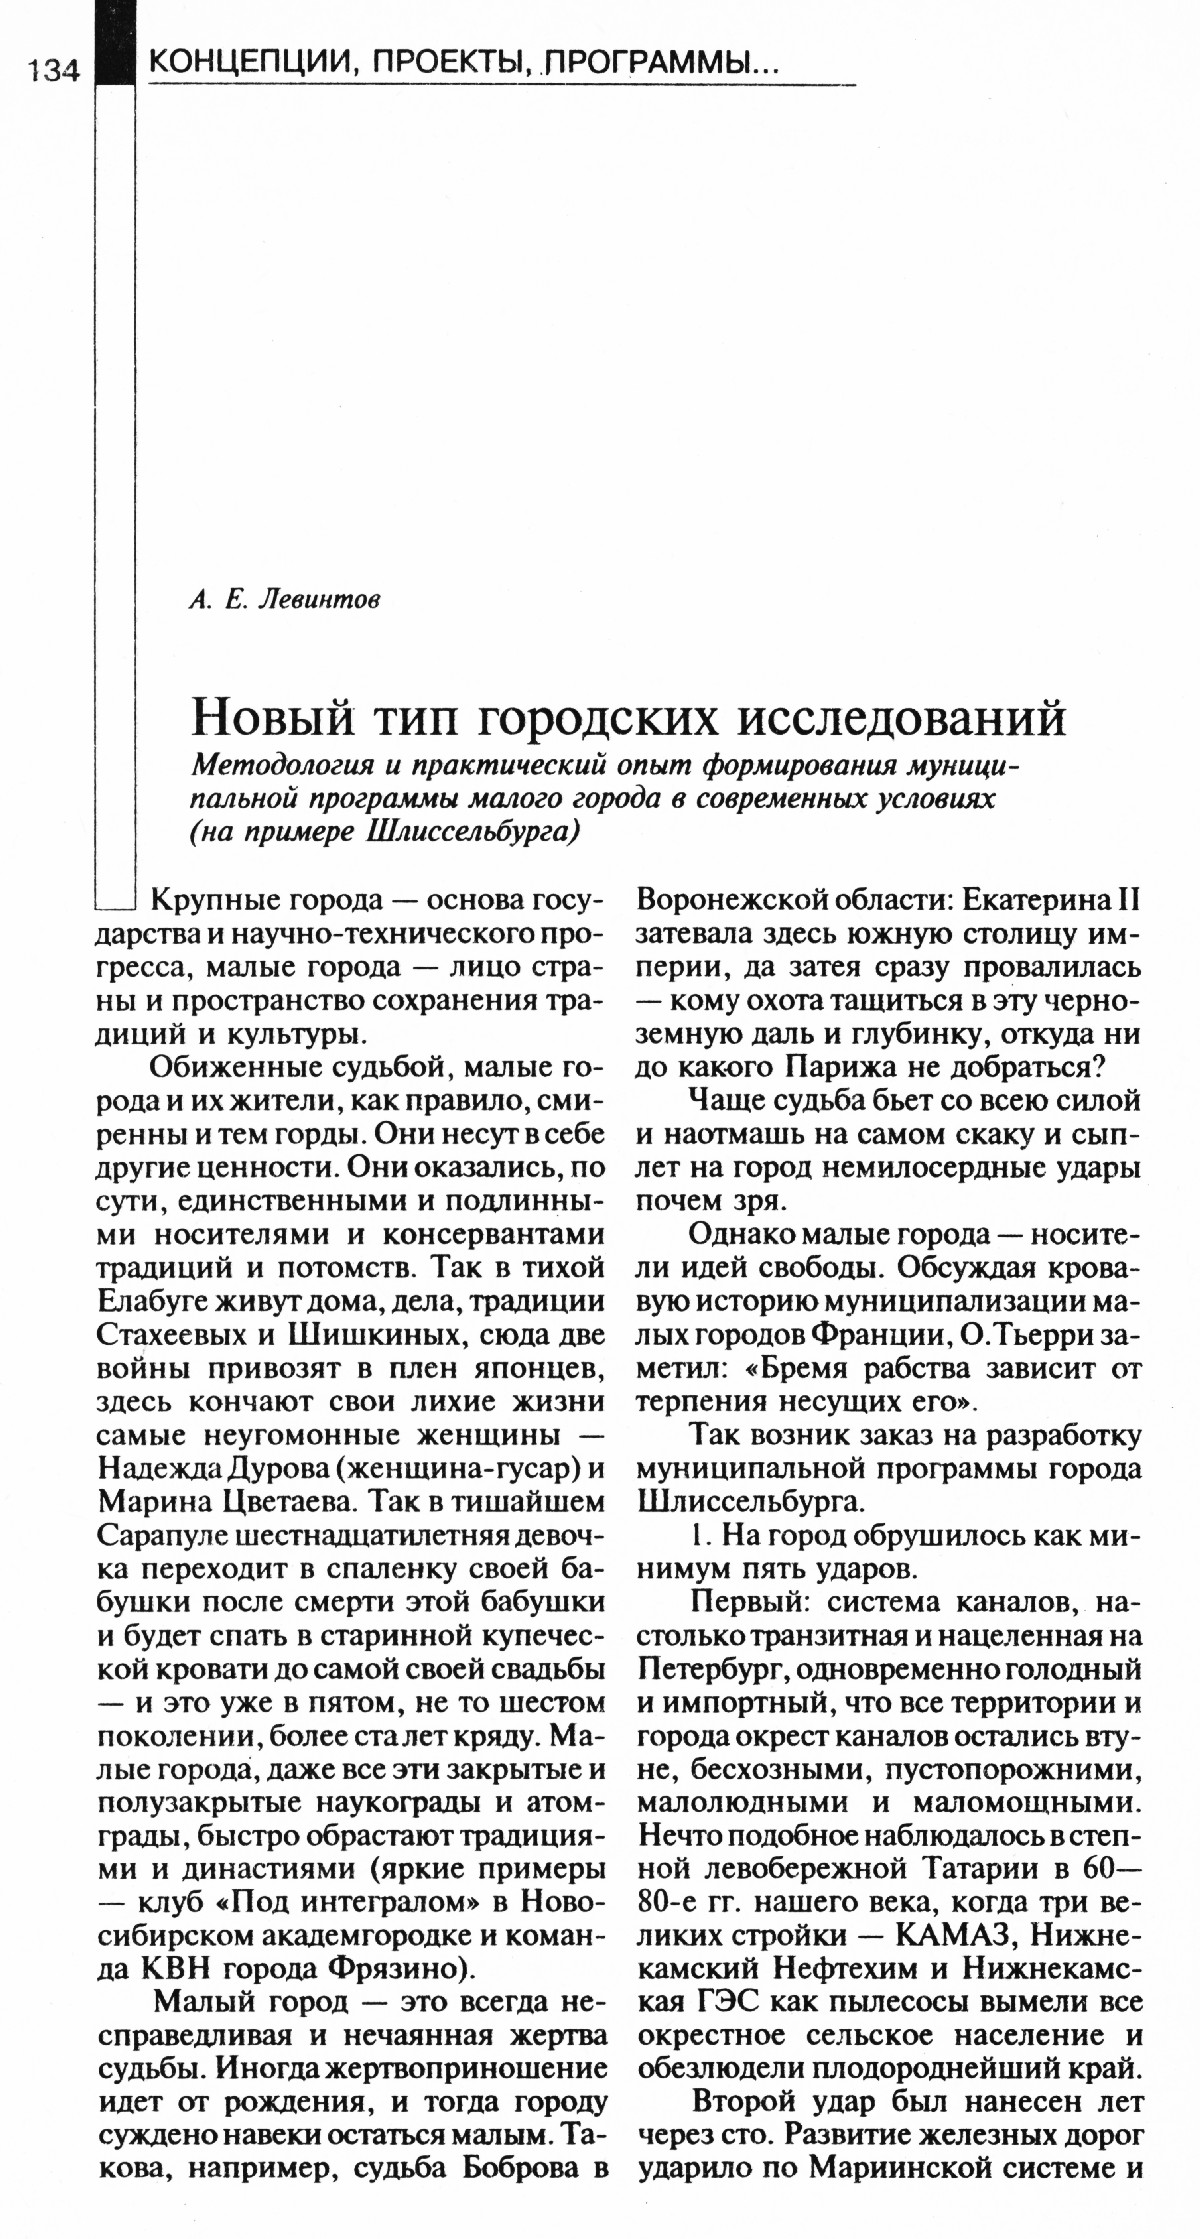 134
КОНЦЕПЦИИ, ПРОЕКТЫ, ПРОГРАММЫ...
А. Е. Левинтов
Новый тип городских исследований
Методология и практический опыт формирования муници-
пальной программы малого города в современных условиях
(на примере Шлиссельбурга)
Крупные города — основа госу-
дарства и научно-технического про-
гресса, малые города — лицо стра-
ны и пространство сохранения тра-
диций и культуры.
Обиженные судьбой, малые го-
рода и их жители, как правило, сми-
ренны и тем горды. Они несут в себе
другие ценности. Они оказались, по
сути, единственными и подлинны-
ми носителями и консервантами
традиций и потомств. Так в тихой
Елабуге живут дома, дела, традиции
Стахеевых и Шишкиных, сюда две
войны привозят в плен японцев,
здесь кончают свои лихие жизни
самые неугомонные женщины —
Надежда Дурова (женщина-гусар) и
Марина Цветаева. Так в тишайшем
Сарапуле шестнадцатилетняя девоч-
ка переходит в спаленку своей ба-
бушки после смерти этой бабушки
и будет спать в старинной купечес-
кой кровати до самой своей свадьбы
— и это уже в пятом, не то шестом
поколении, более ста лет кряду. Ма-
лые города, даже все эти закрытые и
полузакрытые наукограды и атом-
грады, быстро обрастают традиция-
ми и династиями (яркие примеры
— клуб «Под интегралом» в Ново-
сибирском академгородке и коман-
да КВН города Фрязино).
Малый город — это всегда не-
справедливая и нечаянная жертва
судьбы. Иногда жертвоприношение
идет от рождения, и тогда городу
суждено навеки остаться малым. Та-
кова, например, судьба Боброва в
Воронежской области: Екатерина II
затевала здесь южную столицу им-
перии, да затея сразу провалилась
— кому охота тащиться в эту черно-
земную даль и глубинку, откуда ни
до какого Парижа не добраться?
Чаще судьба бьет со всею силой
и наотмашь на самом скаку и сып-
лет на город немилосердные удары
почем зря.
Однако малые города — носите-
ли идей свободы. Обсуждая крова-
вую историю муниципализации ма-
лых городов Франции, О.Тьерри за-
метил: «Бремя рабства зависит от
терпения несущих его».
Так возник заказ на разработку
муниципальной программы города
Шлиссельбурга.
1. На город обрушилось как ми-
нимум пять ударов.
Первый: система каналов, на-
столько транзитная и нацеленная на
Петербург, одновременно голодный
и импортный, что все территории и
города окрест каналов остались вту-
не, бесхозными, пустопорожними,
малолюдными и маломощными.
Нечто подобное наблюдалось в степ-
ной левобережной Татарии в 60—
80-е гг. нашего века, когда три ве-
ликих стройки — КАМАЗ, Нижне-
камский Нефтехим и Нижнекамс-
кая ГЭС как пылесосы вымели все
окрестное сельское население и
обезлюдели плодороднейший край.
Второй удар был нанесен лет
через сто. Развитие железных дорог
ударило по Мариинской системе и